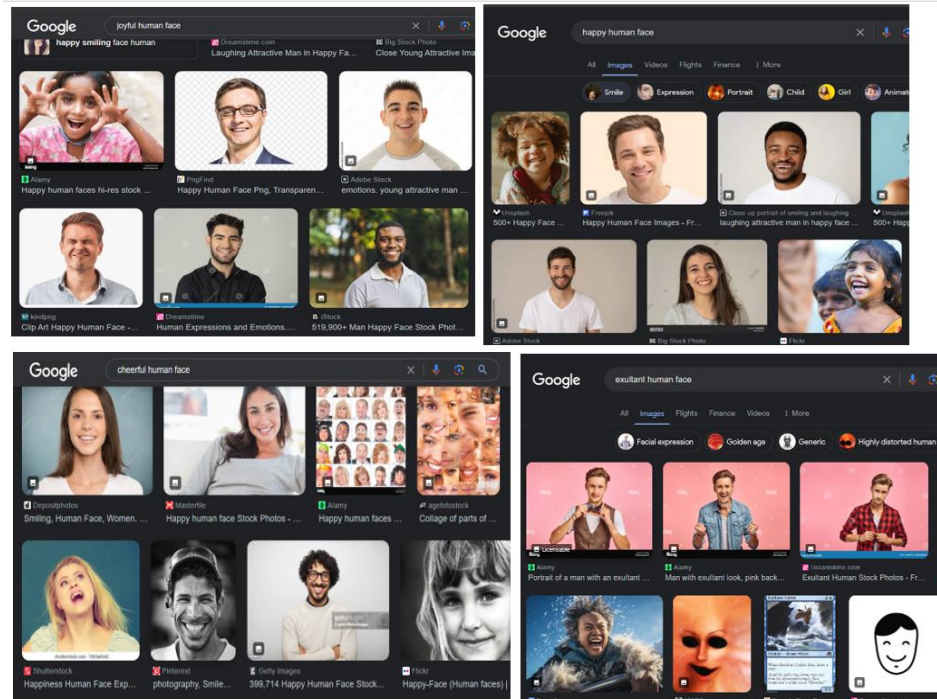 Google
joyful human face
happy smiling face human
Dreamstime.com
Laughing Attractive Man in Happy Fa...
Big Stock Photo
Close Young Attractive Ima
Alamy
Happy human faces hi-res stock ...
PngFind
Happy Human Face Png, Transparen...
Adobe Stock
emotions. young attractive man ...
kindpng
Clip Art Happy Human Face -...
Dreamstime
Human Expressions and Emotions....
iStock
519,900+ Man Happy Face Stock Phot...
Google
happy human face
All Images Videos Flights Finance More
Smile Expression Portrait Child Girl Animat
Unsplash
500+ Happy Face ...
Freepik
Happy Human Face Images - Fr...
Close up portrait of smiling and laughing ...
laughing attractive man in happy face ...
Unsplash
500+ Hap
Adobe Stock
Big Stock Photo
Flickr
Google
cheerful human face
Depositphotos
Smiling, Human Face, Women. ...
Masterfile
Happy human face Stock Photos - ...
Alamy
Happy human faces ...
agefotostock
Collage of parts of ...
Shutterstock
Happiness Human Face Exp...
Pinterest
photography, Smile...
Getty Images
399,714 Happy Human Face Stock...
Flickr
Happy-Face (Human faces) |
Google
exultant human face
All Images Flights Finance Videos More
Facial expression Golden age Generic Highly distorted human
Licensable
Alamy
Portrait of a man with an exultant ...
Alamy
Man with exultant look, pink back...
Dreamstime.com
Exultant Human Stock Photos - Fr...